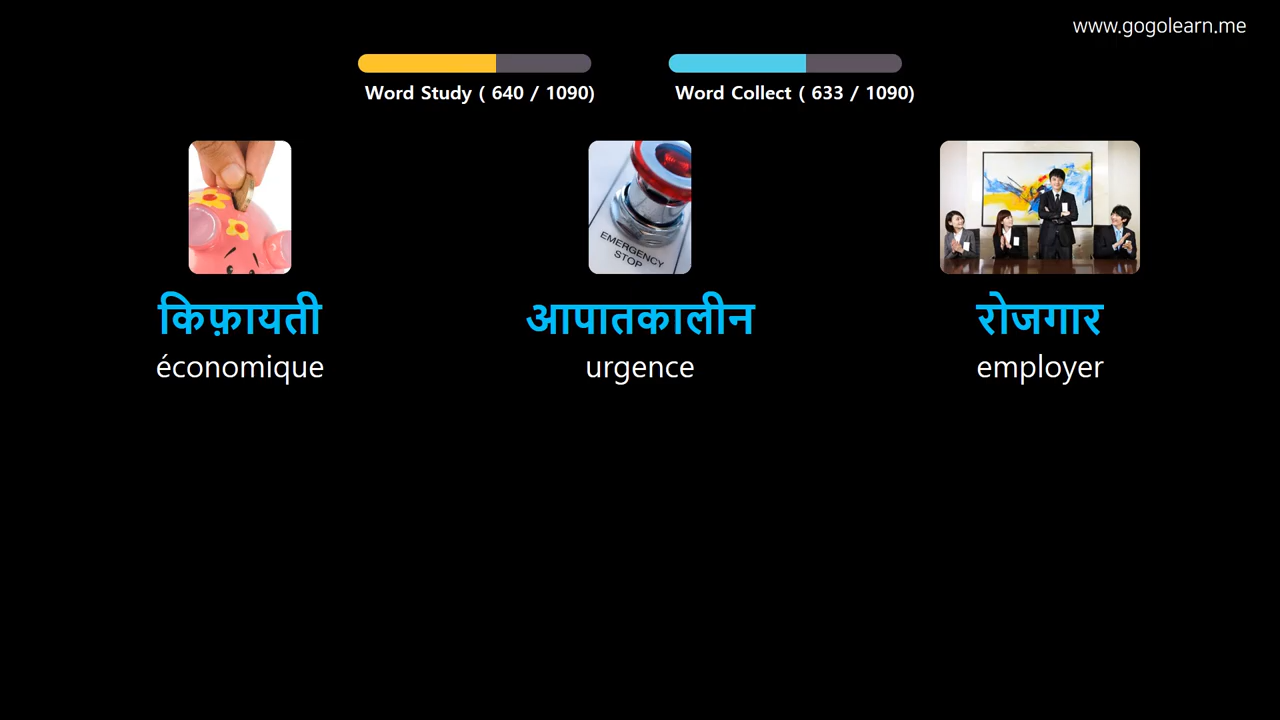 www.gogolearn.me
Word Study ( 640 / 1090)
Word Collect ( 633 / 1090)
EMERGENCY
STOP
किफ़ायती
économique
आपातकालीन
urgence
रोजगार
employer